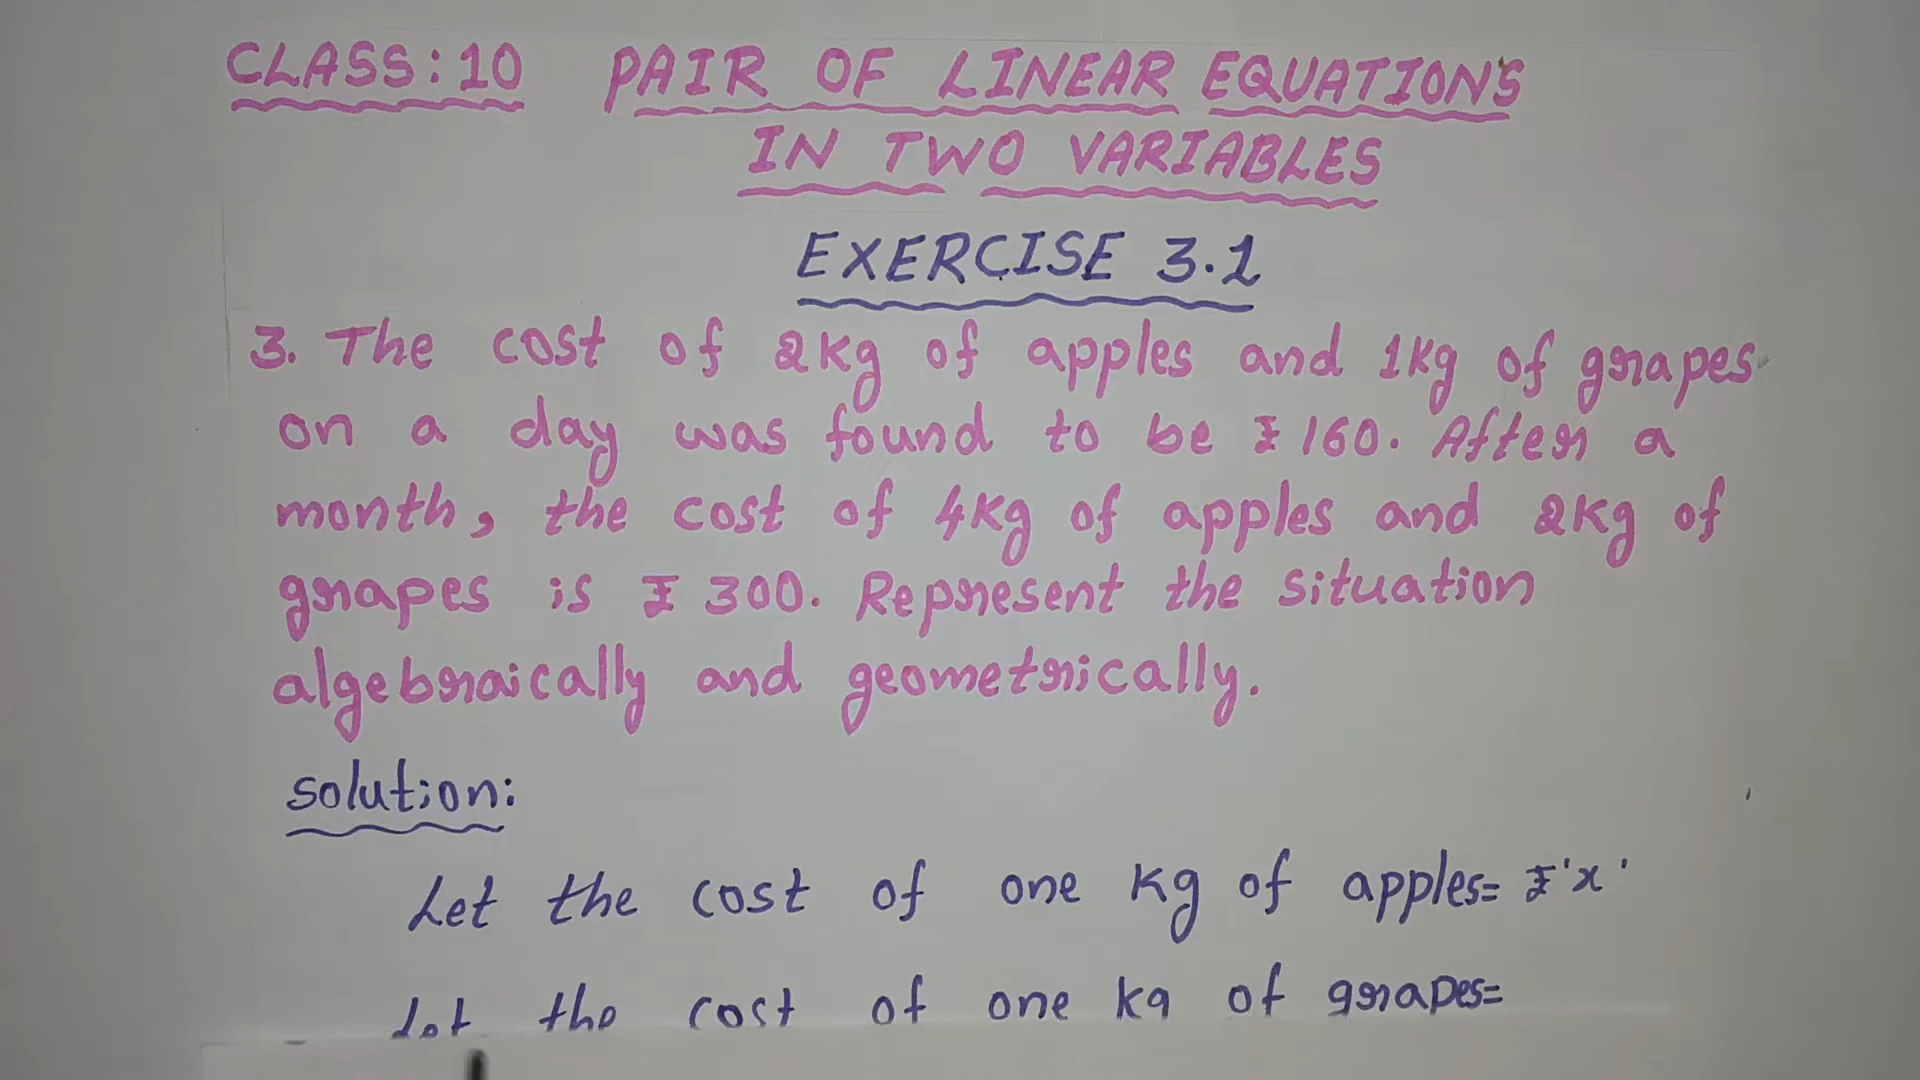 CLASS:10 PAIR OF LINEAR EQUATIONS
IN TWO VARIABLES
EXERCISE 3.1
3. The cost of 2kg of apples and 1kg of grapes
on a day was found to be ₹160. After a
month, the cost of 4kg of apples and 2kg of
grapes is ₹ 300. Represent the situation
algebraically and geometrically.
Solution:
Let the cost of one kg of apples= ₹'x'
Let the cost of one kg of grapes=